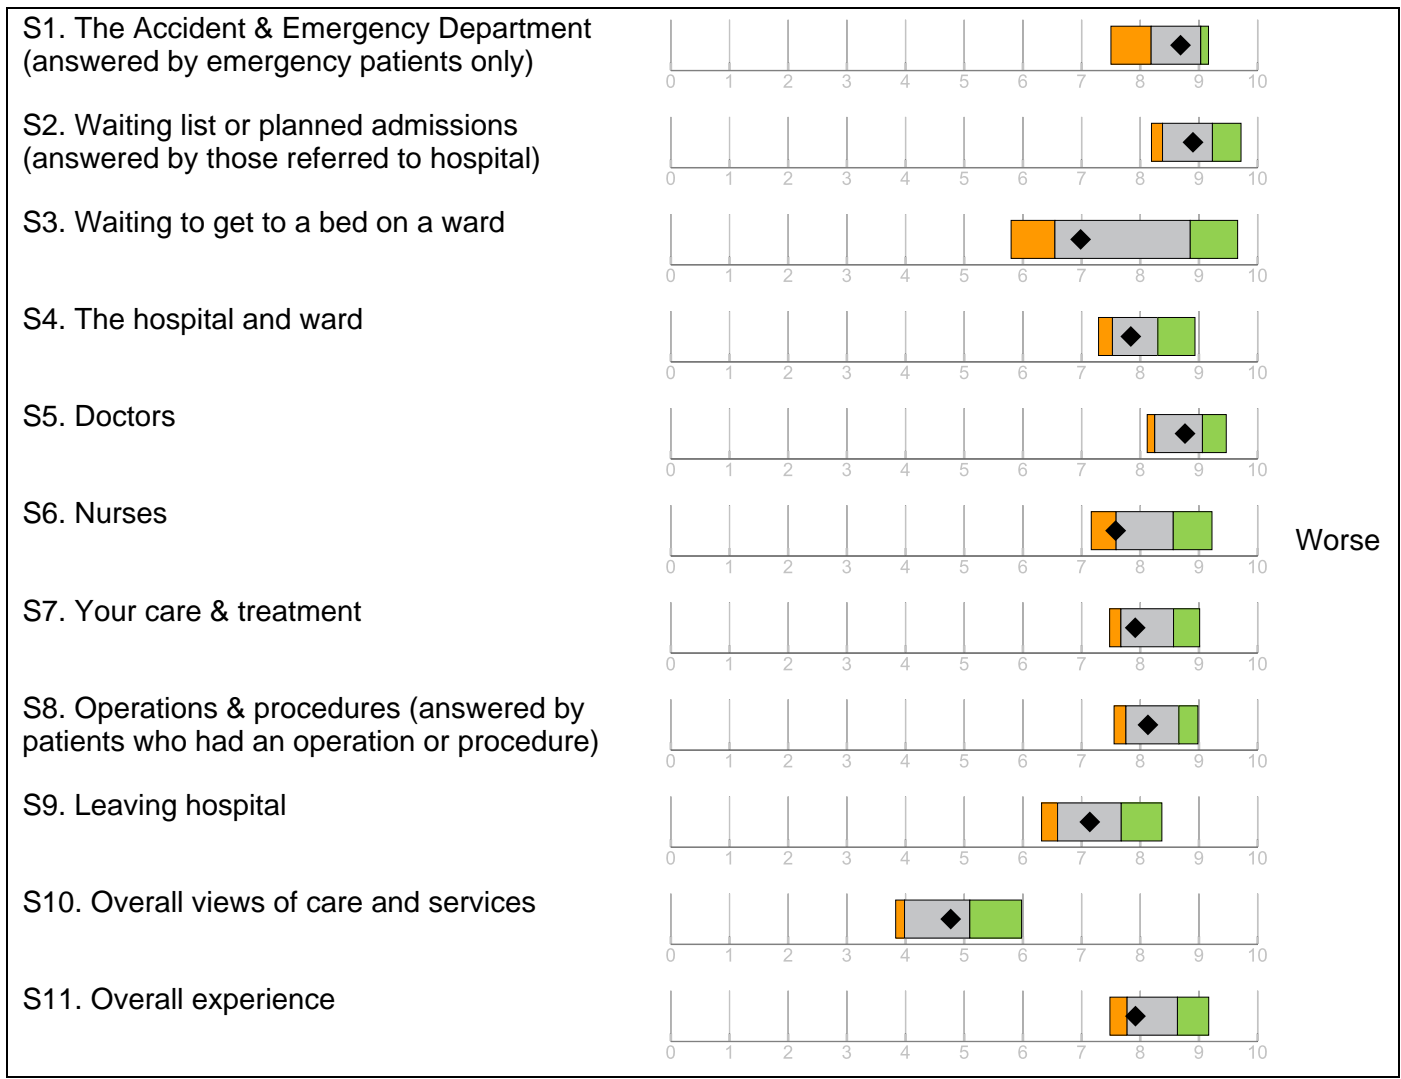 S1. The Accident & Emergency Department
(answered by emergency patients only)
0 1 2 3 4 5 6 7 8 9 10
S2. Waiting list or planned admissions
(answered by those referred to hospital)
0 1 2 3 4 5 6 7 8 9 10
S3. Waiting to get to a bed on a ward
0 1 2 3 4 5 6 7 8 9 10
S4. The hospital and ward
0 1 2 3 4 5 6 7 8 9 10
S5. Doctors
0 1 2 3 4 5 6 7 8 9 10
S6. Nurses
Worse
0 1 2 3 4 5 6 7 8 9 10
S7. Your care & treatment
0 1 2 3 4 5 6 7 8 9 10
S8. Operations & procedures (answered by
patients who had an operation or procedure)
0 1 2 3 4 5 6 7 8 9 10
S9. Leaving hospital
0 1 2 3 4 5 6 7 8 9 10
S10. Overall views of care and services
0 1 2 3 4 5 6 7 8 9 10
S11. Overall experience
0 1 2 3 4 5 6 7 8 9 10